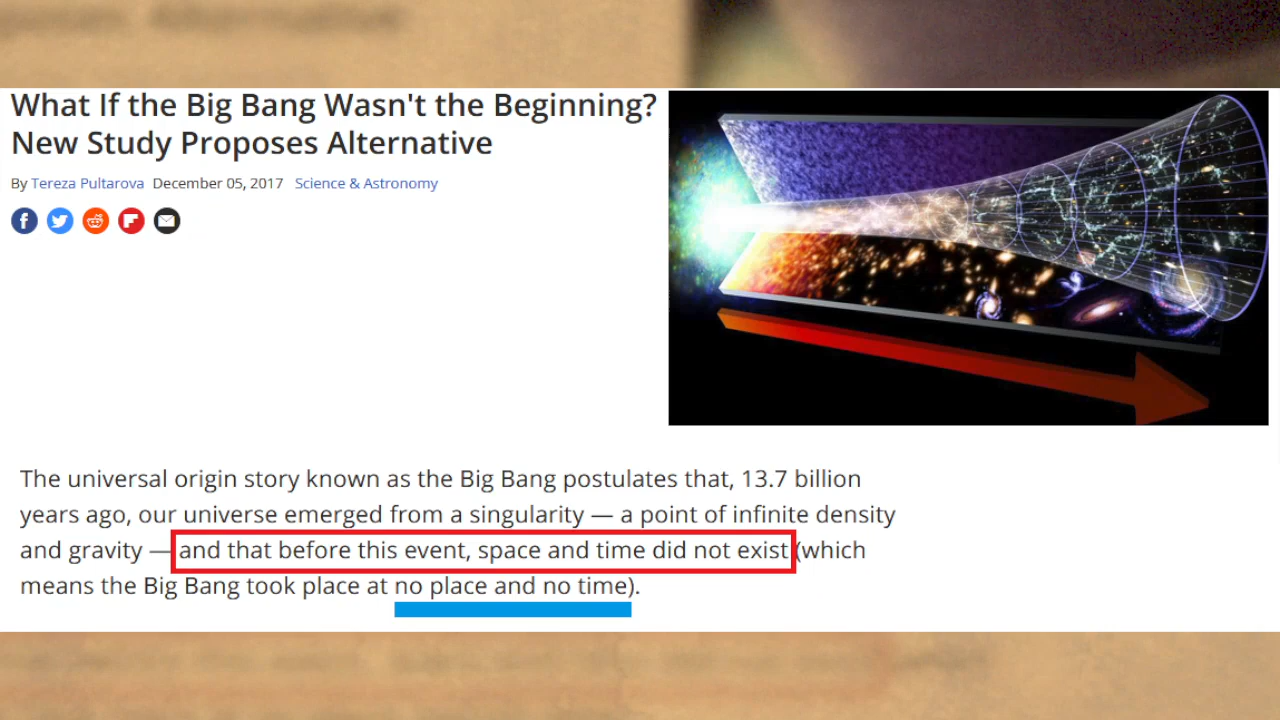 What If the Big Bang Wasn't the Beginning?
New Study Proposes Alternative
By Tereza Pultarova December 05, 2017 Science & Astronomy
The universal origin story known as the Big Bang postulates that, 13.7 billion
years ago, our universe emerged from a singularity — a point of infinite density
and gravity — and that before this event, space and time did not exist (which
means the Big Bang took place at no place and no time).